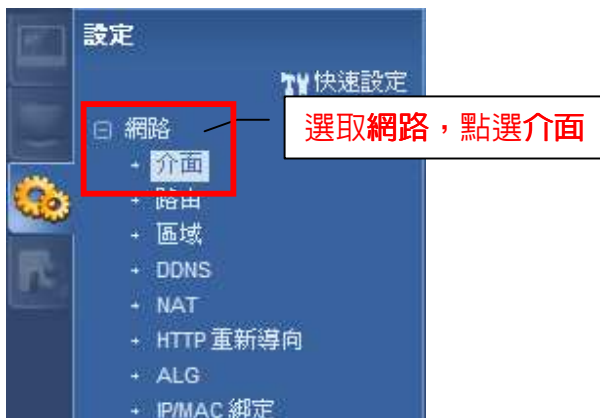 設定
快速設定
網路
選取網路，點選介面
介面
路由
區域
DDNS
NAT
HTTP 重新導向
ALG
IP/MAC 綁定